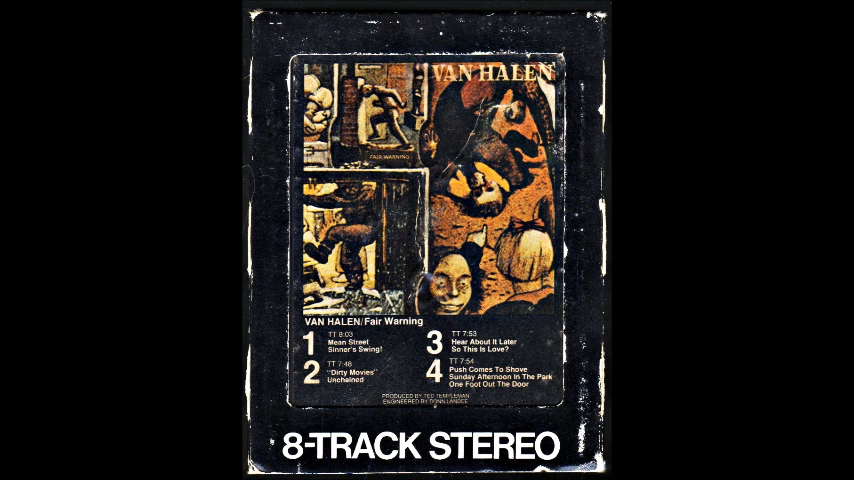 VAN HALEN
FAIR WARNING
VAN HALEN/Fair Warning
1
TT 8:03
Mean Street
Sinner's Swing!
2
TT 7:48
"Dirty Movies"
Unchained
3
TT 7:53
Hear About It Later
So This Is Love?
4
TT 7:54
Push Comes To Shove
Sunday Afternoon In The Park
One Foot Out The Door
PRODUCED BY TED TEMPLEMAN
ENGINEERED BY DONN LANDEE
8-TRACK STEREO